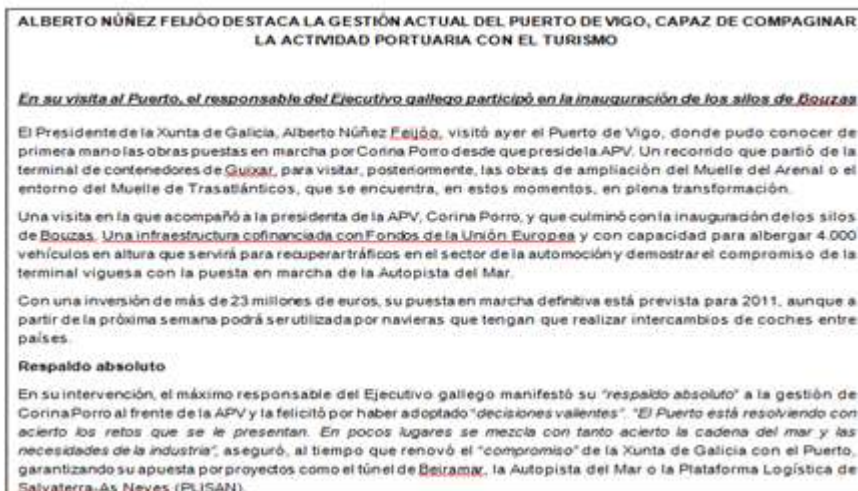 ALBERTO NÚÑEZ FEIJÓO DESTACA LA GESTIÓN ACTUAL DEL PUERTO DE VIGO, CAPAZ DE COMPAGINAR
LA ACTIVIDAD PORTUARIA CON EL TURISMO
En su visita al Puerto, el responsable del Ejecutivo gallego participó en la inauguración de los silos de Bouzas
El Presidente de la Xunta de Galicia, Alberto Núñez Feijóo, visitó ayer el Puerto de Vigo, donde pudo conocer de
primera mano las obras puestas en marcha por Corina Porro desde que preside la APV. Un recorrido que partió de la
terminal de contenedores de Guixar, para visitar, posteriormente, las obras de ampliación del Muelle del Arenal o el
entorno del Muelle de Trasatlánticos, que se encuentra, en estos momentos, en plena transformación.
Una visita en la que acompañó a la presidenta de la APV, Corina Porro, y que culminó con la inauguración de los silos
de Bouzas. Una infraestructura cofinanciada con Fondos de la Unión Europea y con capacidad para albergar 4.000
vehículos en altura que servirá para recuperar tráficos en el sector de la automoción y demostrar el compromiso de la
terminal viguesa con la puesta en marcha de la Autopista del Mar.
Con una inversión de más de 23 millones de euros, su puesta en marcha definitiva está prevista para 2011, aunque a
partir de la próxima semana podrá ser utilizada por navieras que tengan que realizar intercambios de coches entre
países.
Respaldo absoluto
En su intervención, el máximo responsable del Ejecutivo gallego manifestó su "respaldo absoluto" a la gestión de
Corina Porro al frente de la APV y la felicitó por haber adoptado "decisiones valientes". "El Puerto está resolviendo con
acierto los retos que se le presentan. En pocos lugares se mezcla con tanto acierto la cadena del mar y las
necesidades de la industria", aseguró, al tiempo que renovó el "compromiso" de la Xunta de Galicia con el Puerto,
garantizando su apuesta por proyectos como el túnel de Beiramar, la Autopista del Mar o la Plataforma Logística de
Salvaterra-As Neves (PLISAN).